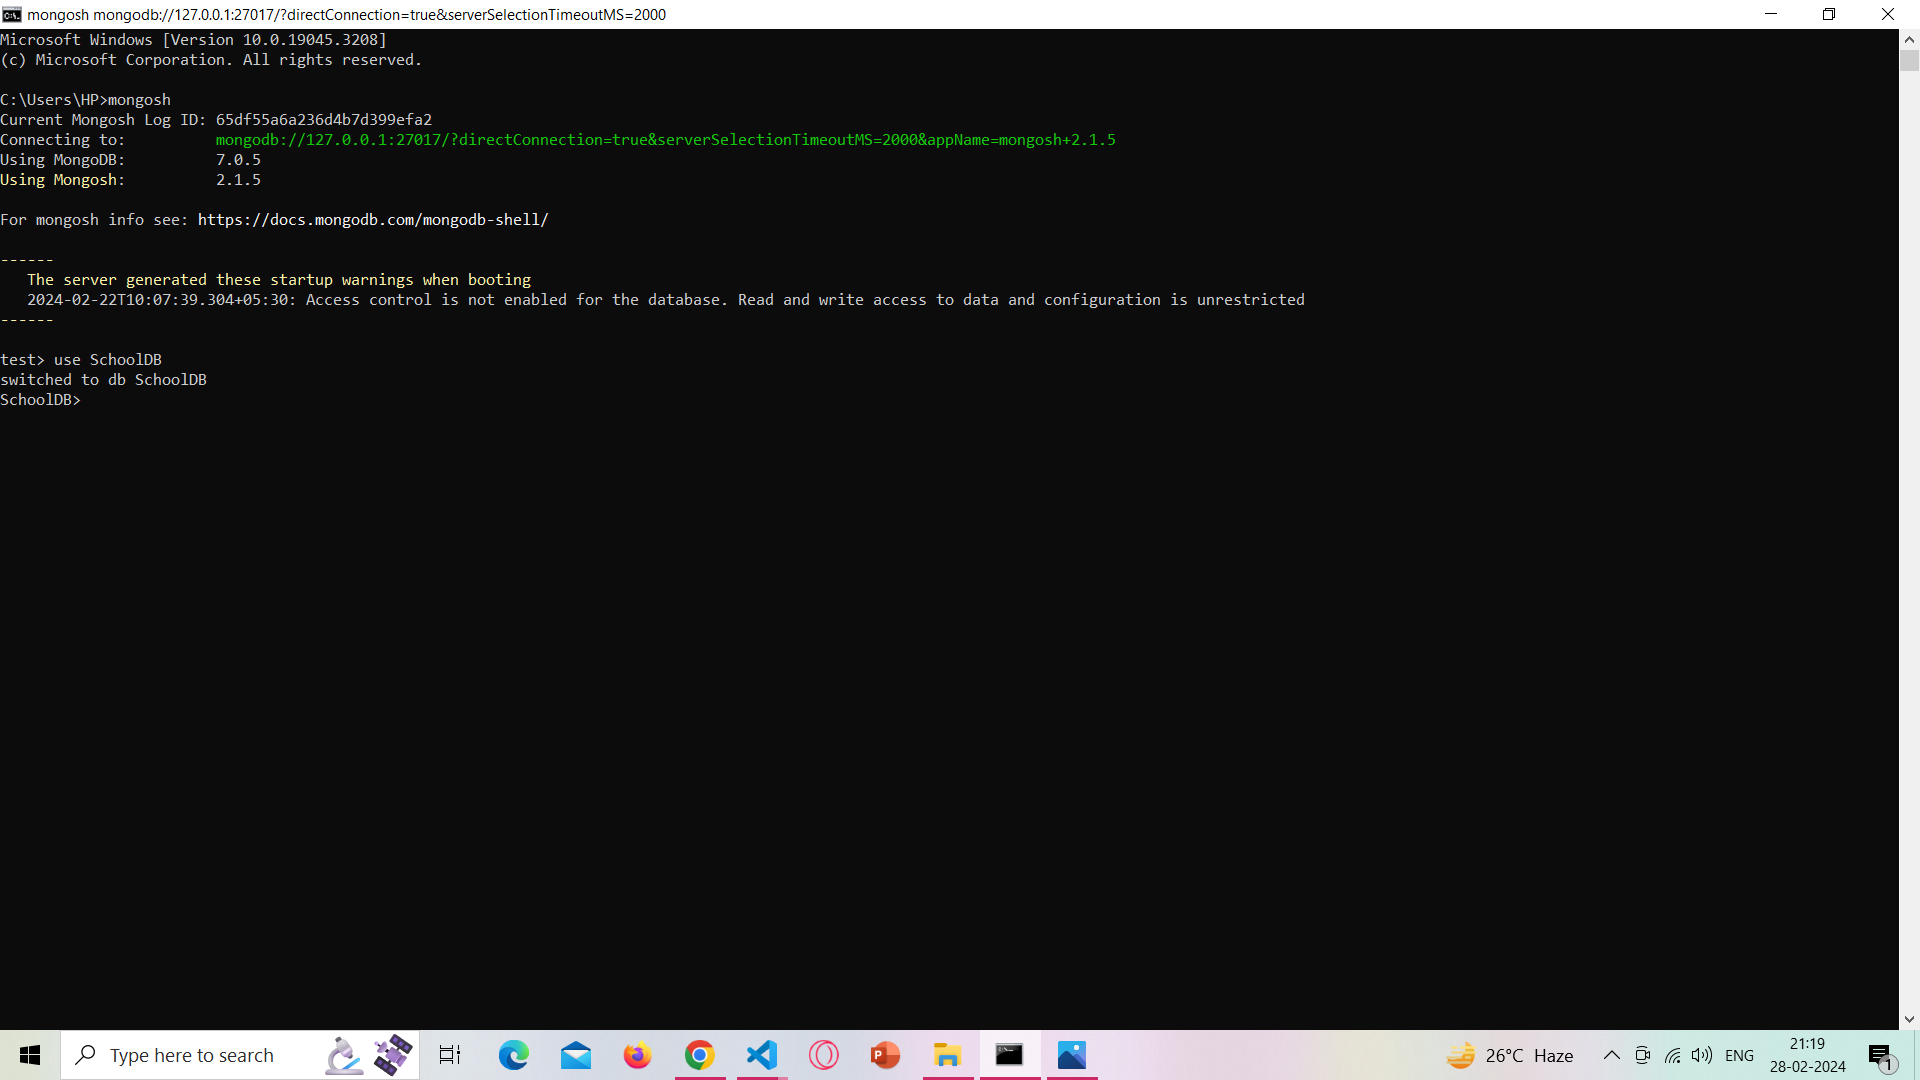 mongosh mongodb://127.0.0.1:27017/?directConnection=true&serverSelectionTimeoutMS=2000
Microsoft Windows [Version 10.0.19045.3208]
(c) Microsoft Corporation. All rights reserved.
C:\Users\HP>mongosh
Current Mongosh Log ID: 65df55a6a236d4b7d399efa2
Connecting to: mongodb://127.0.0.1:27017/?directConnection=true&serverSelectionTimeoutMS=2000&appName=mongosh+2.1.5
Using MongoDB: 7.0.5
Using Mongosh: 2.1.5
For mongosh info see: https://docs.mongodb.com/mongodb-shell/
------
The server generated these startup warnings when booting
2024-02-22T10:07:39.304+05:30: Access control is not enabled for the database. Read and write access to data and configuration is unrestricted
------
test> use SchoolDB
switched to db SchoolDB
SchoolDB>
Type here to search
26°C Haze
ENG
21:19
28-02-2024
1